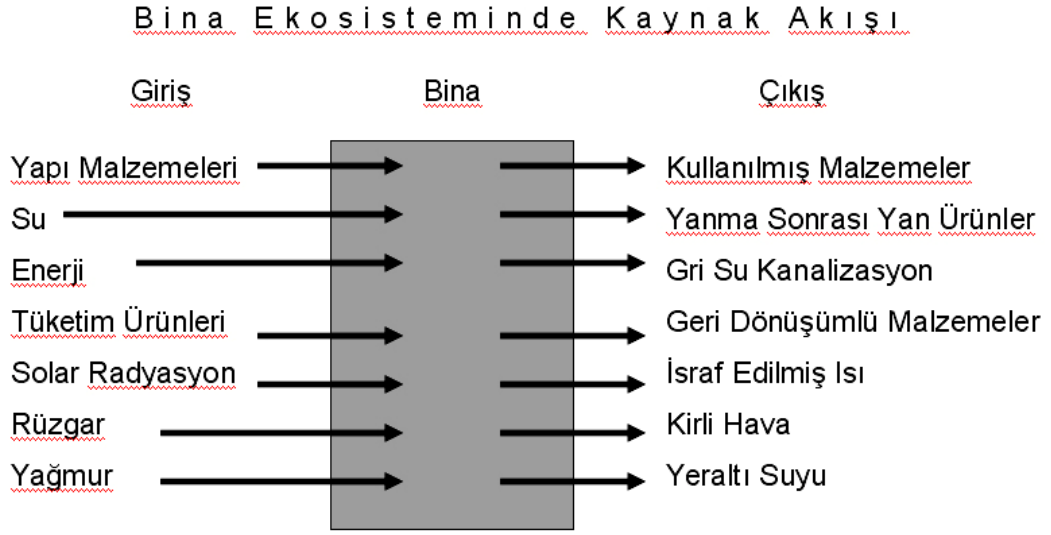 Bina Ekosisteminde Kaynak Akışı
Giriş Bina Çıkış
Yapı Malzemeleri Kullanılmış Malzemeler
Su Yanma Sonrası Yan Ürünler
Enerji Gri Su Kanalizasyon
Tüketim Ürünleri Geri Dönüşümlü Malzemeler
Solar Radyasyon İsraf Edilmiş Isı
Rüzgar Kirli Hava
Yağmur Yeraltı Suyu